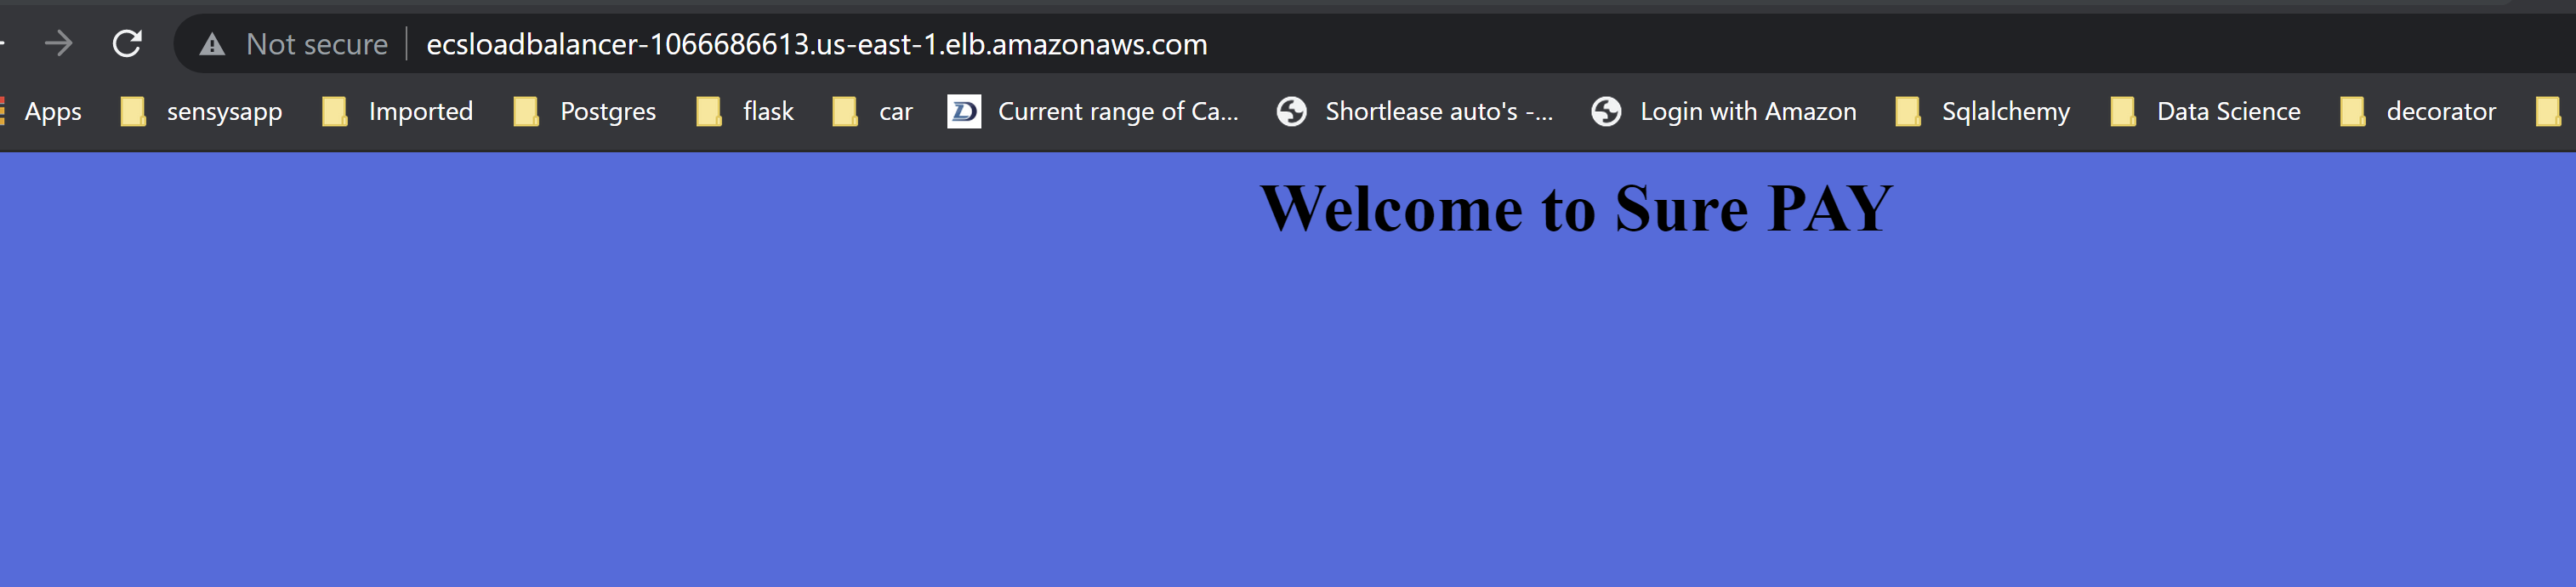 Not secure ecsloadbalancer-1066686613.us-east-1.elb.amazonaws.com
Apps sensysapp Imported Postgres flask car Current range of Ca... Shortlease auto's -... Login with Amazon Sqlalchemy Data Science decorator
Welcome to Sure PAY